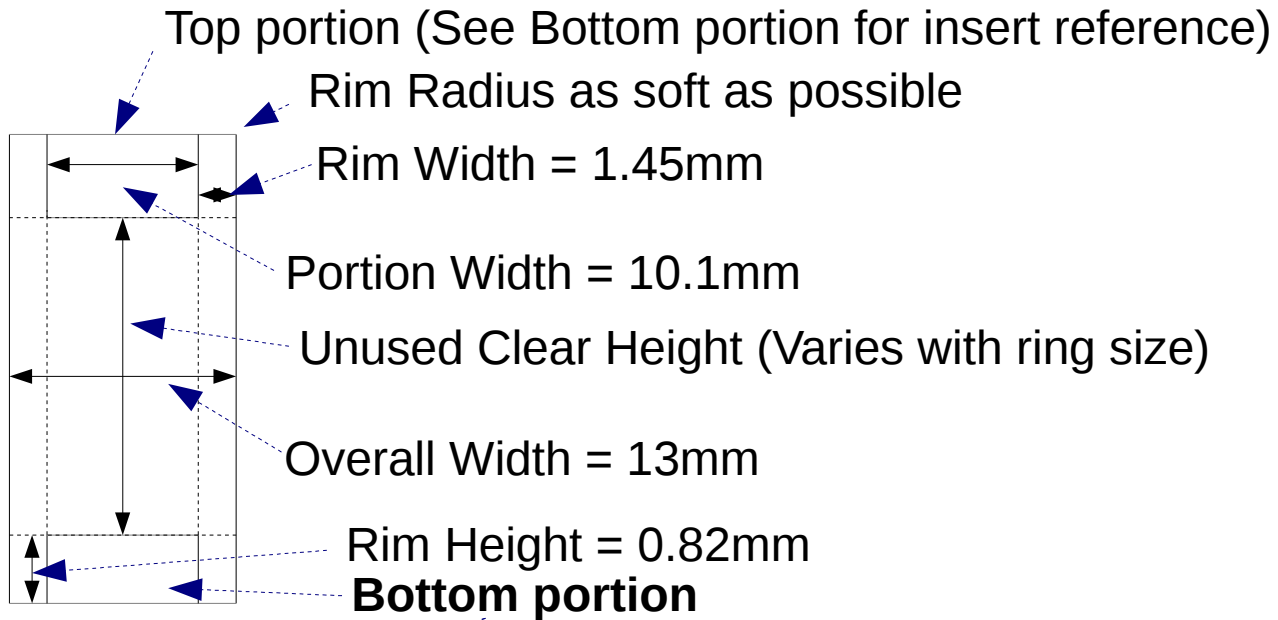 Top portion (See Bottom portion for insert reference)
Rim Radius as soft as possible
Rim Width = 1.45mm
Portion Width = 10.1mm
Unused Clear Height (Varies with ring size)
Overall Width = 13mm
Rim Height = 0.82mm
Bottom portion